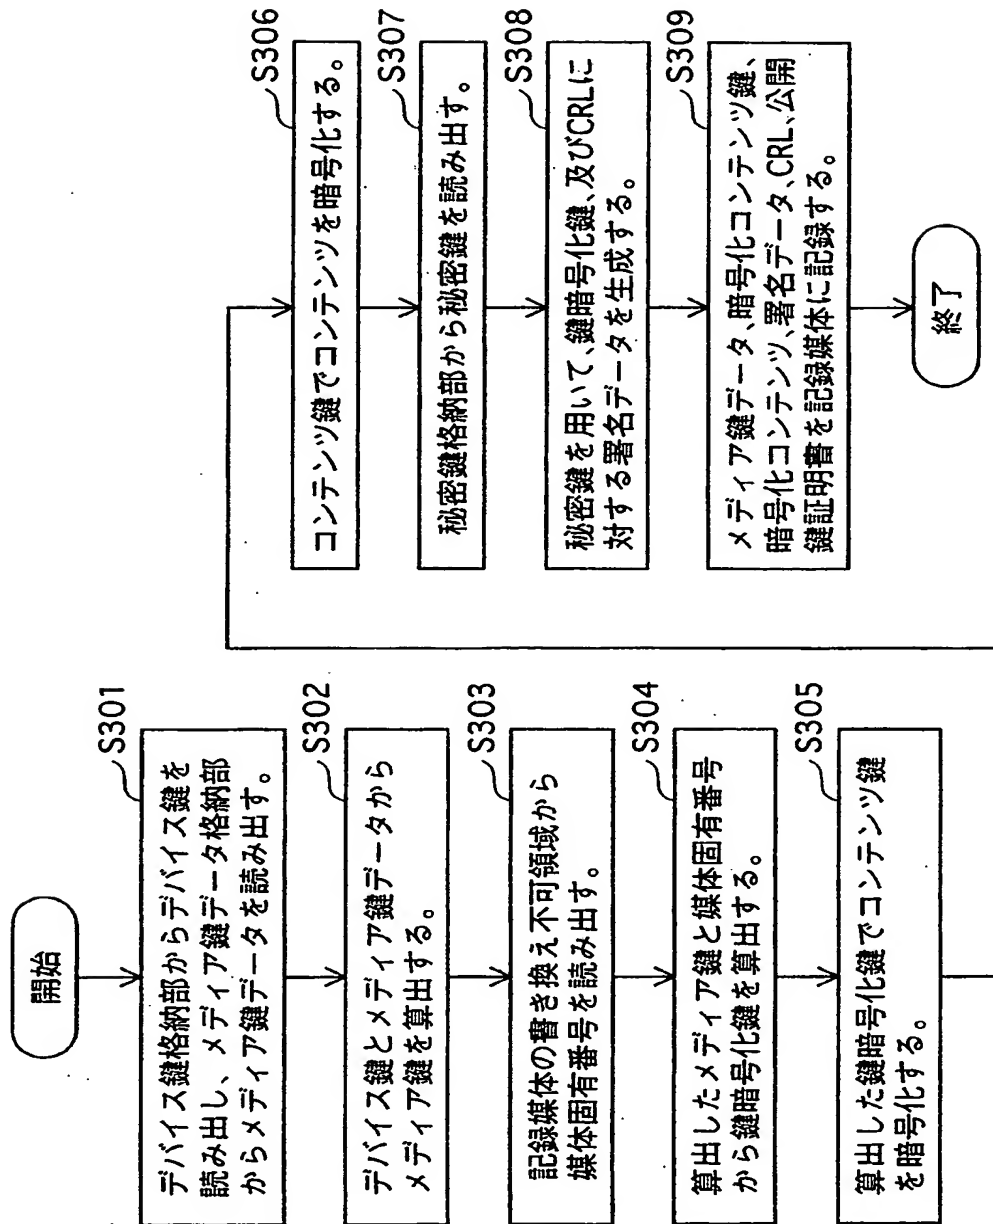 開始
S301
デバイス鍵格納部からデバイス鍵を
読み出し、メディア鍵データ格納部
からメディア鍵データを読み出す。
S302
デバイス鍵とメディア鍵データから
メディア鍵を算出する。
S303
記録媒体の書き換え不可領域から
媒体固有番号を読み出す。
S304
算出したメディア鍵と媒体固有番号
から鍵暗号化鍵を算出する。
S305
算出した鍵暗号化鍵でコンテンツ鍵
を暗号化する。
S306
コンテンツ鍵でコンテンツを暗号化する。
S307
秘密鍵格納部から秘密鍵を読み出す。
S308
秘密鍵を用いて、鍵暗号化鍵、及びCRLに
対する署名データを生成する。
S309
メディア鍵データ、暗号化コンテンツ鍵、
暗号化コンテンツ、署名データ、CRL、公開
鍵証明書を記録媒体に記録する。
終了